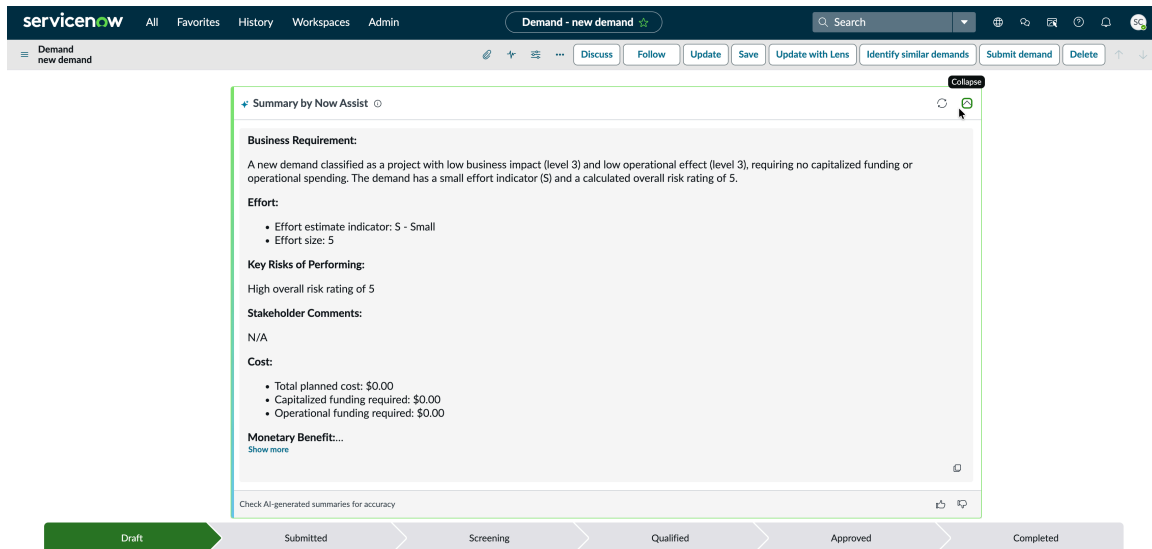 servicenow All Favorites History Workspaces Admin Demand - new demand Search SC
Demand
new demand
Discuss Follow Update Save Update with Lens Identify similar demands Submit demand Delete
Collapse
Summary by Now Assist
Business Requirement:
A new demand classified as a project with low business impact (level 3) and low operational effect (level 3), requiring no capitalized funding or
operational spending. The demand has a small effort indicator (S) and a calculated overall risk rating of 5.
Effort:
• Effort estimate indicator: S - Small
• Effort size: 5
Key Risks of Performing:
High overall risk rating of 5
Stakeholder Comments:
N/A
Cost:
• Total planned cost: $0.00
• Capitalized funding required: $0.00
• Operational funding required: $0.00
Monetary Benefit:...
Show more
Check AI-generated summaries for accuracy
Draft Submitted Screening Qualified Approved Completed